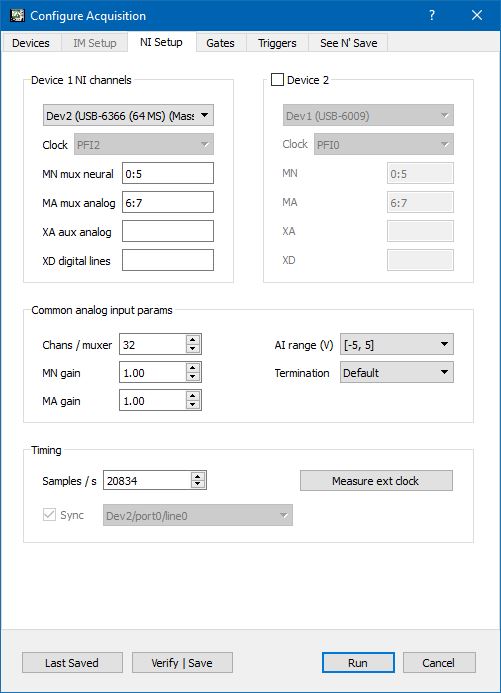 Configure Acquisition ?
Devices IM Setup NI Setup Gates Triggers See N' Save
Device 1 NI channels
Dev2 (USB-6366 (64 MS) (Mass
Clock PFI2
MN mux neural 0:5
MA mux analog 6:7
XA aux analog
XD digital lines
Device 2
Dev1 (USB-6009)
Clock PFI0
MN 0:5
MA 6:7
XA
XD
Common analog input params
Chans / muxer 32 AI range (V) [-5, 5]
MN gain 1.00 Termination Default
MA gain 1.00
Timing
Samples / s 20834 Measure ext clock
Sync Dev2/port0/line0
Last Saved Verify | Save Run Cancel